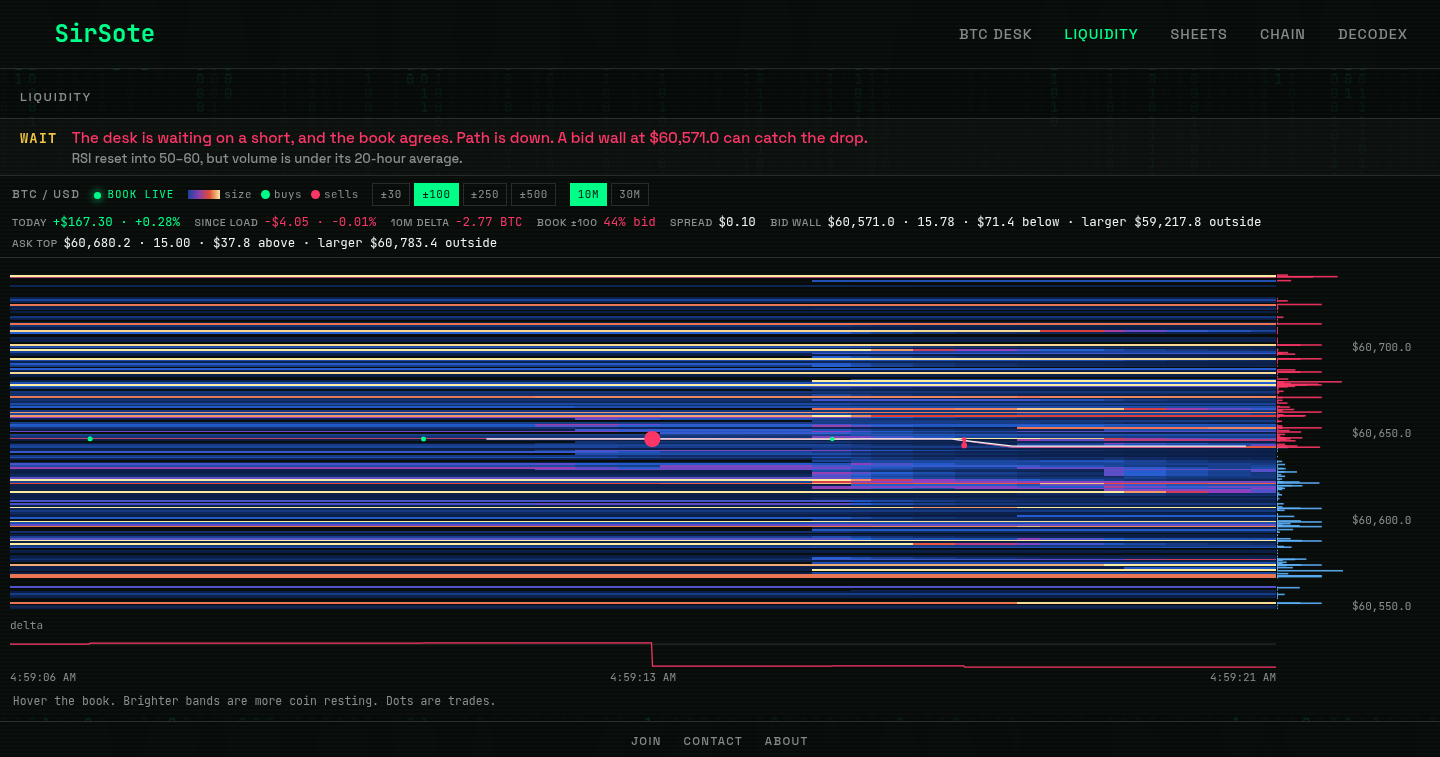 SirSote
BTC DESK LIQUIDITY SHEETS CHAIN DECODEX
LIQUIDITY
WAIT The desk is waiting on a short, and the book agrees. Path is down. A bid wall at $60,571.0 can catch the drop.
RSI reset into 50–60, but volume is under its 20-hour average.
BTC / USD BOOK LIVE size buys sells ±30 ±100 ±250 ±500 10M 30M
TODAY +$167.30 · +0.28% SINCE LOAD -$4.05 · -0.01% 10M DELTA -2.77 BTC BOOK ±100 44% bid SPREAD $0.10 BID WALL $60,571.0 · 15.78 · $71.4 below · larger $59,217.8 outside
ASK TOP $60,680.2 · 15.00 · $37.8 above · larger $60,783.4 outside
$60,700.0
$60,650.0
$60,600.0
$60,550.0
delta
4:59:06 AM 4:59:13 AM 4:59:21 AM
Hover the book. Brighter bands are more coin resting. Dots are trades.
JOIN CONTACT ABOUT